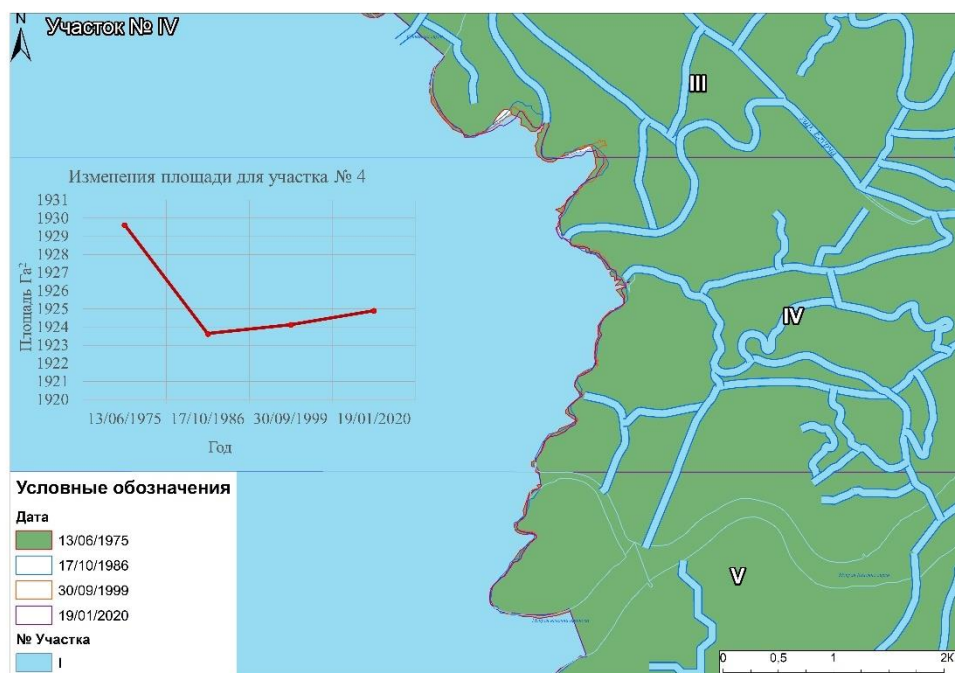 N
Участок № IV
III
Изменения площади для участка № 4
1931
1930
1929
1928
1927
1926
1925
1924
1923
1922
1921
1920
Площадь Га²
13/06/1975 17/10/1986 30/09/1999 19/01/2020
Год
IV
V
Условные обозначения
Дата
13/06/1975
17/10/1986
30/09/1999
19/01/2020
№ Участка
I
0 0,5 1 2К